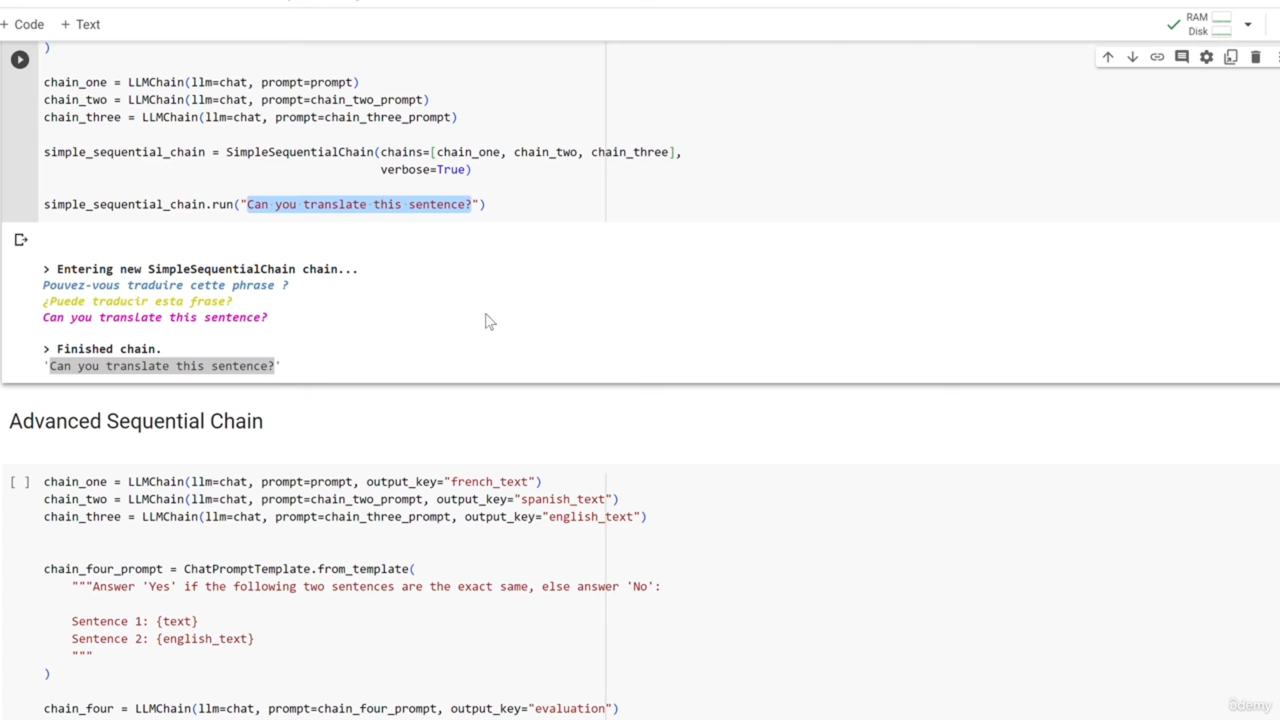 + Code + Text
RAM
Disk
)
chain_one = LLMChain(llm=chat, prompt=prompt)
chain_two = LLMChain(llm=chat, prompt=chain_two_prompt)
chain_three = LLMChain(llm=chat, prompt=chain_three_prompt)
simple_sequential_chain = SimpleSequentialChain(chains=[chain_one, chain_two, chain_three],
verbose=True)
simple_sequential_chain.run("Can you translate this sentence?")
> Entering new SimpleSequentialChain chain...
Pouvez-vous traduire cette phrase ?
¿Puede traducir esta frase?
Can you translate this sentence?
> Finished chain.
'Can you translate this sentence?'
Advanced Sequential Chain
[ ] chain_one = LLMChain(llm=chat, prompt=prompt, output_key="french_text")
chain_two = LLMChain(llm=chat, prompt=chain_two_prompt, output_key="spanish_text")
chain_three = LLMChain(llm=chat, prompt=chain_three_prompt, output_key="english_text")
chain_four_prompt = ChatPromptTemplate.from_template(
"""Answer 'Yes' if the following two sentences are the exact same, else answer 'No':
Sentence 1: {text}
Sentence 2: {english_text}
"""
)
chain_four = LLMChain(llm=chat, prompt=chain_four_prompt, output_key="evaluation")
ûdemy